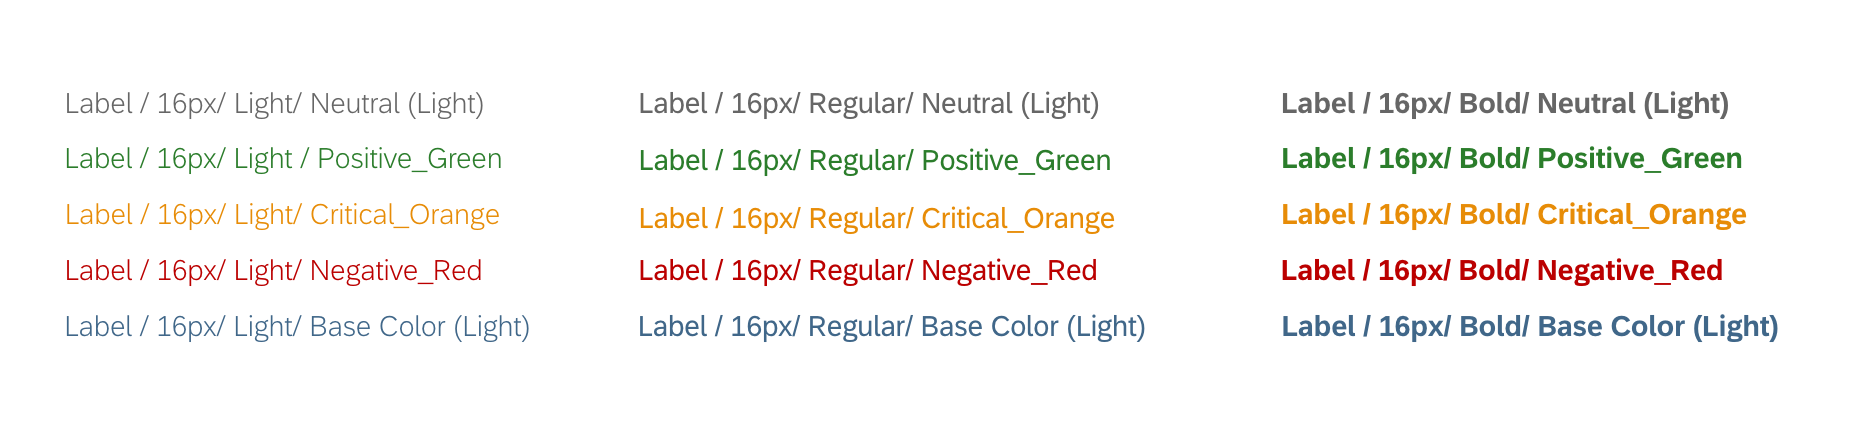 Label / 16px/ Light/ Neutral (Light)
Label / 16px/ Light / Positive_Green
Label / 16px/ Light/ Critical_Orange
Label / 16px/ Light/ Negative_Red
Label / 16px/ Light/ Base Color (Light)
Label / 16px/ Regular/ Neutral (Light)
Label / 16px/ Regular/ Positive_Green
Label / 16px/ Regular/ Critical_Orange
Label / 16px/ Regular/ Negative_Red
Label / 16px/ Regular/ Base Color (Light)
Label / 16px/ Bold/ Neutral (Light)
Label / 16px/ Bold/ Positive_Green
Label / 16px/ Bold/ Critical_Orange
Label / 16px/ Bold/ Negative_Red
Label / 16px/ Bold/ Base Color (Light)